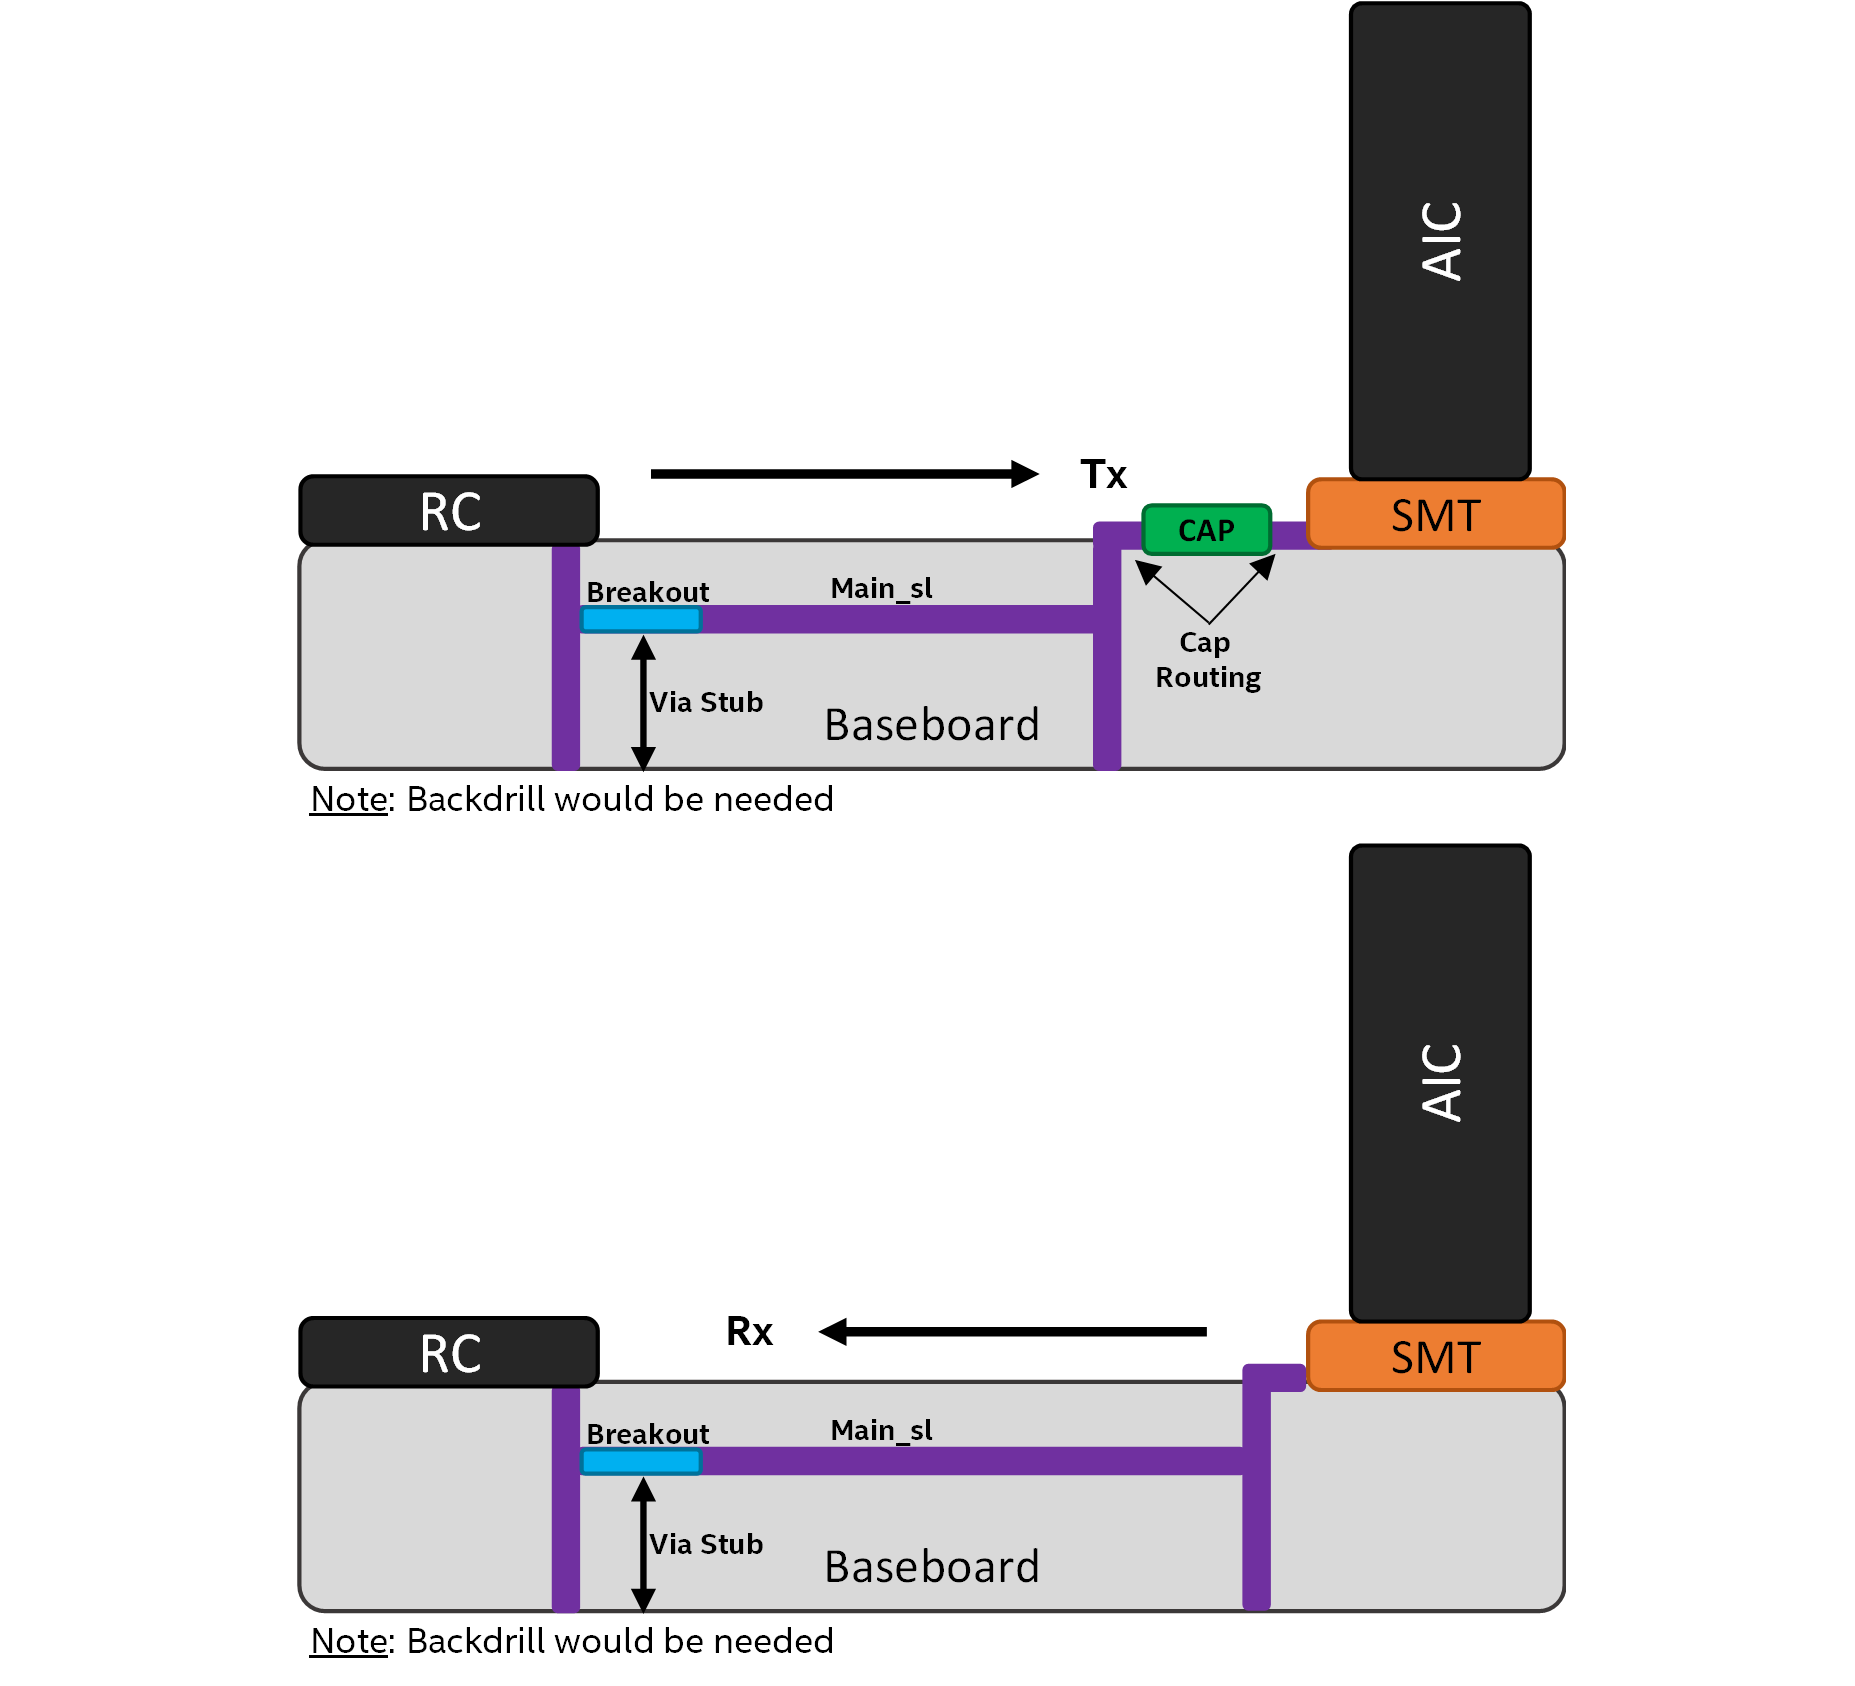 AIC
Tx
RC
CAP
SMT
Breakout
Main_sl
Cap
Routing
Via Stub
Baseboard
Note: Backdrill would be needed
AIC
Rx
RC
SMT
Breakout
Main_sl
Via Stub
Baseboard
Note: Backdrill would be needed